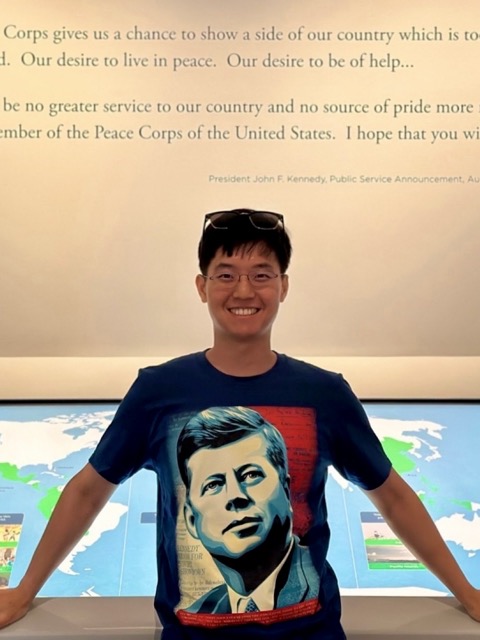 Corps gives us a chance to show a side of our country which is to
d. Our desire to live in peace. Our desire to be of help...
be no greater service to our country and no source of pride more
ember of the Peace Corps of the United States. I hope that you wi
President John F. Kennedy, Public Service Announcement, Au